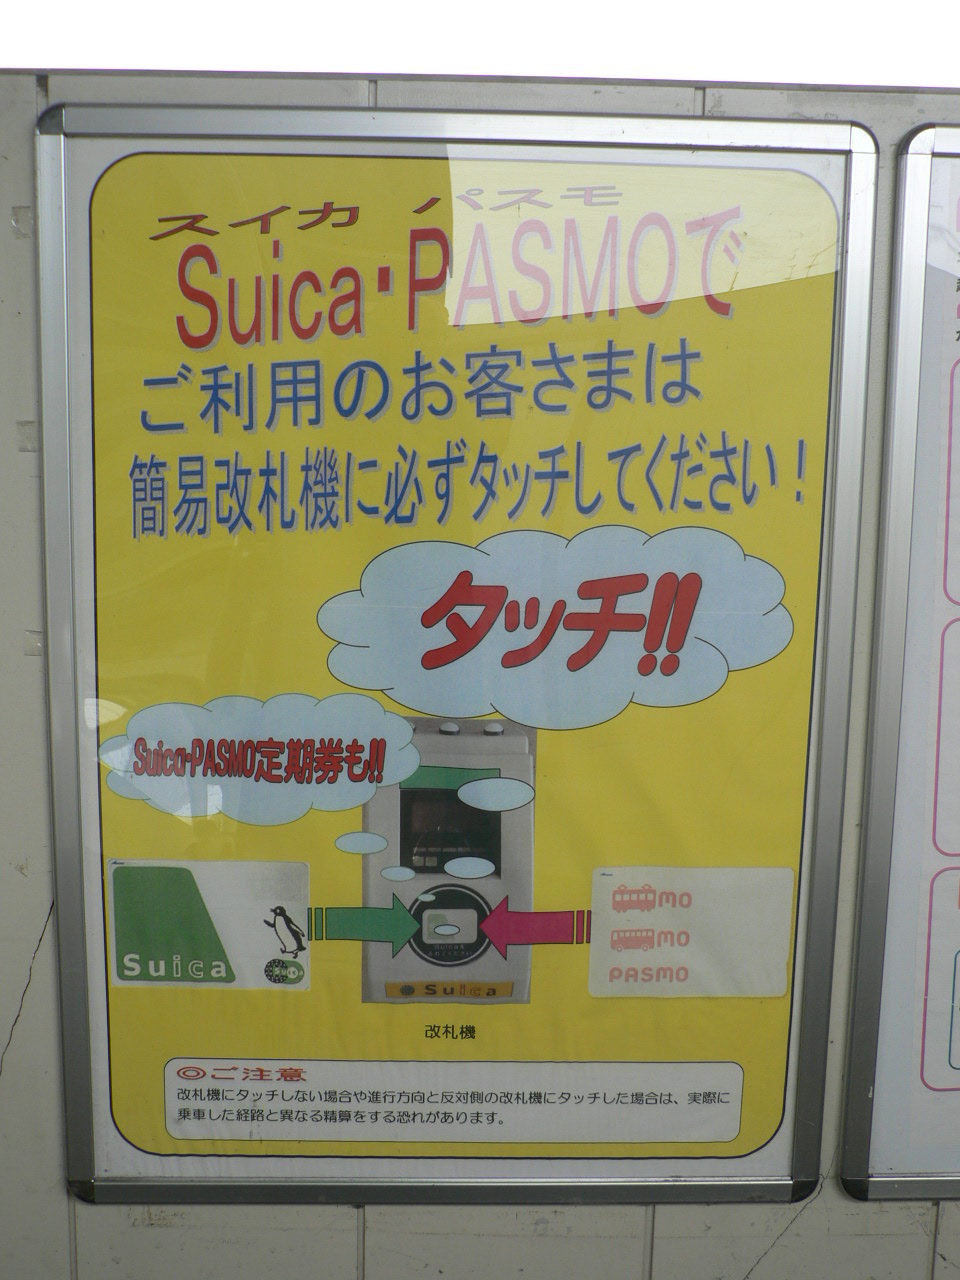 スイカ パスモ
Suica・PASMOで
ご利用のお客さまは
簡易改札機に必ずタッチしてください！
タッチ!!
Suica・PASMO定期券も!!
Suica
Suica
MO
MO
PASMO
Suica
改札機
◎ご注意
改札機にタッチしない場合や進行方向と反対側の改札機にタッチした場合は、実際に
乗車した経路と異なる精算をする恐れがあります。